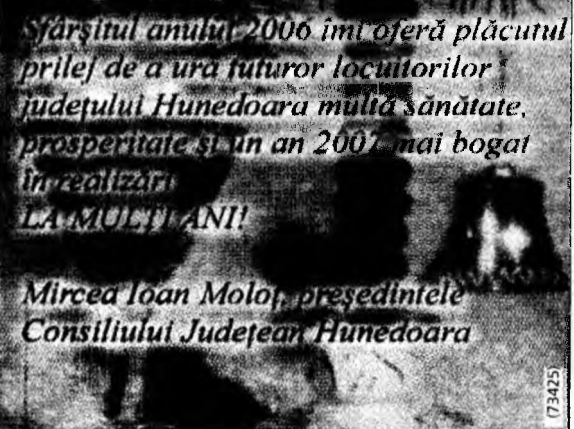 Sfârşitul anului 2006 îmi oferă plăcutul
prilej de a ura tuturor locuitorilor
judeţului Hunedoara multă sănătate,
prosperitate şi un an 2007 mai bogat
în realizări.
LA MULŢI ANI!
Mircea Ioan Moloţ, preşedintele
Consiliului Judeţean Hunedoara
(73425)